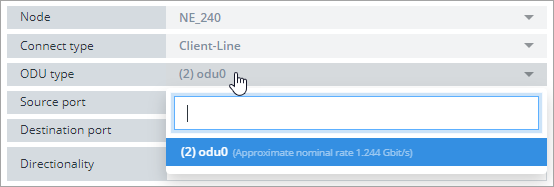 Node NE_240
Connect type Client-Line
ODU type (2) odu0
Source port
Destination port
(2) odu0 (Approximate nominal rate 1.244 Gbit/s)
Directionality